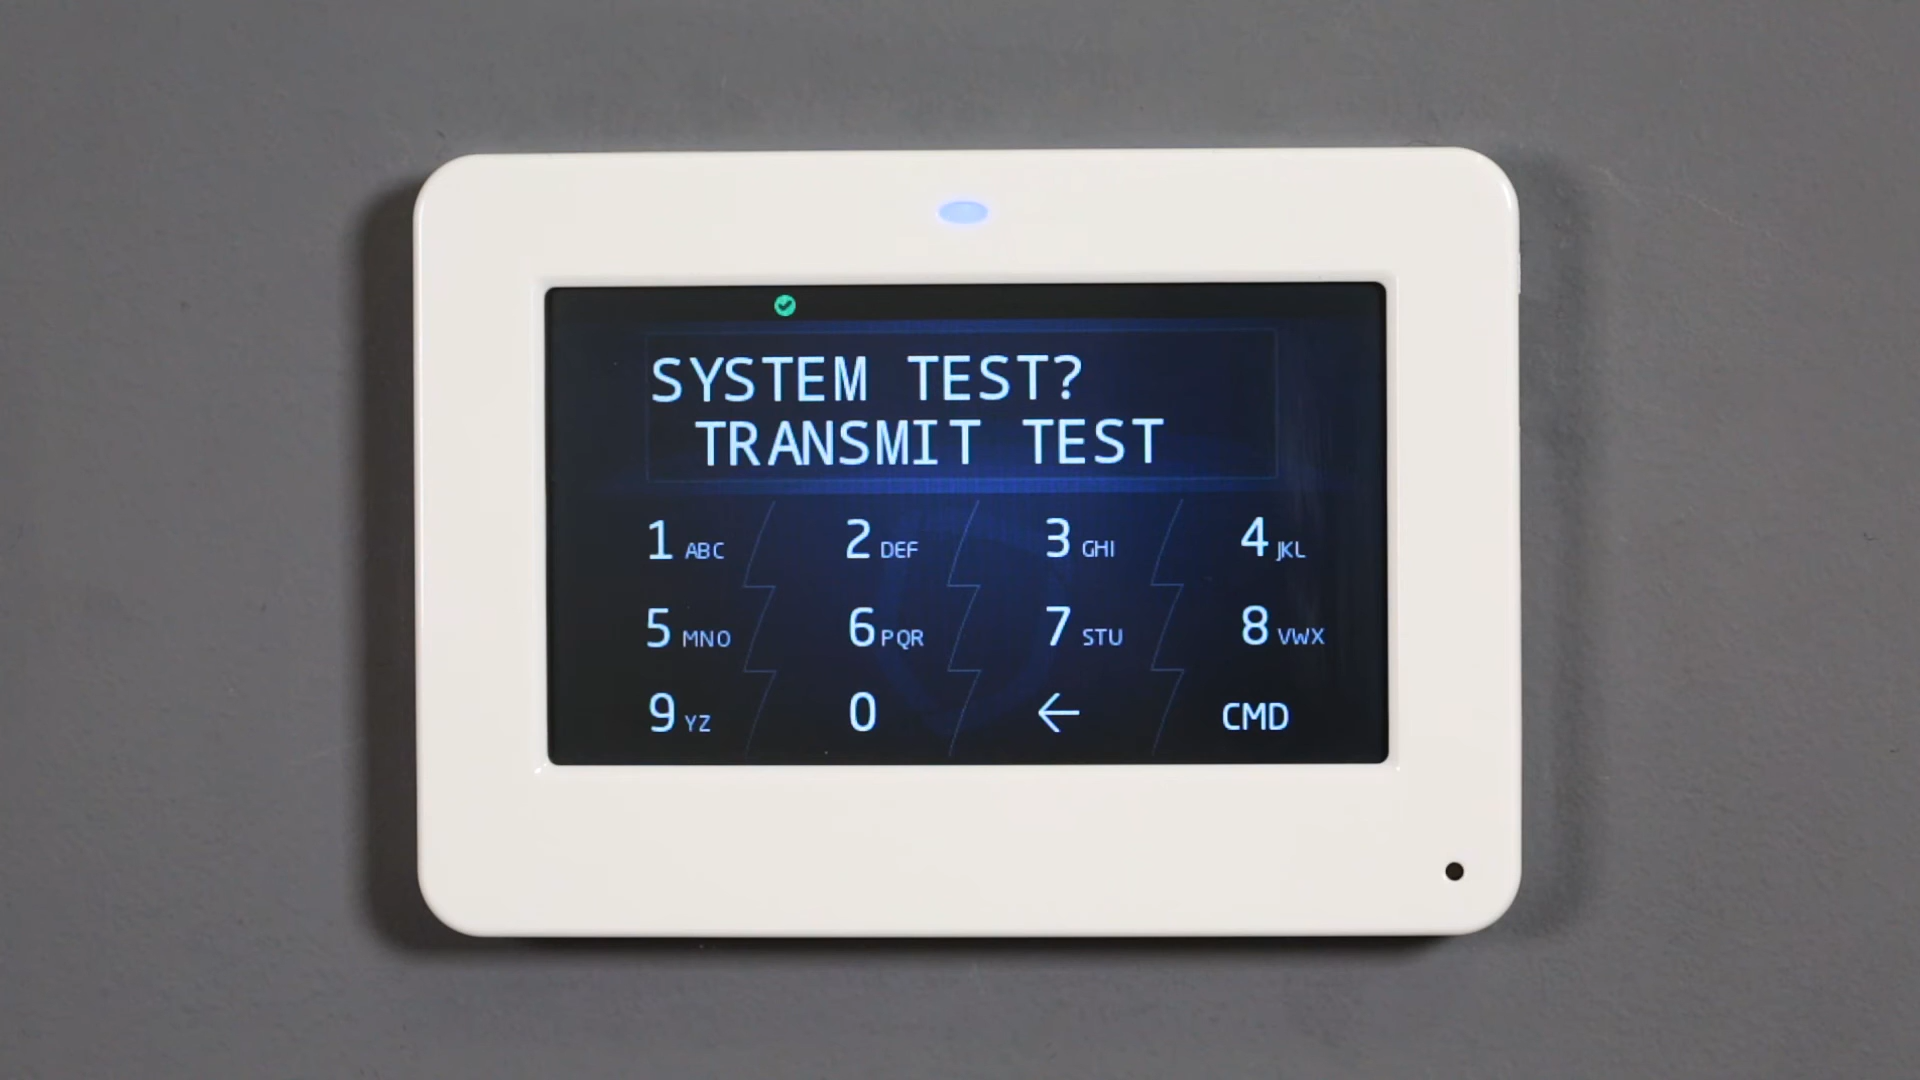 SYSTEM TEST?
TRANSMIT TEST
1 ABC 2 DEF 3 GHI 4 JKL
5 MNO 6 PQR 7 STU 8 VWX
9 YZ 0 ← CMD